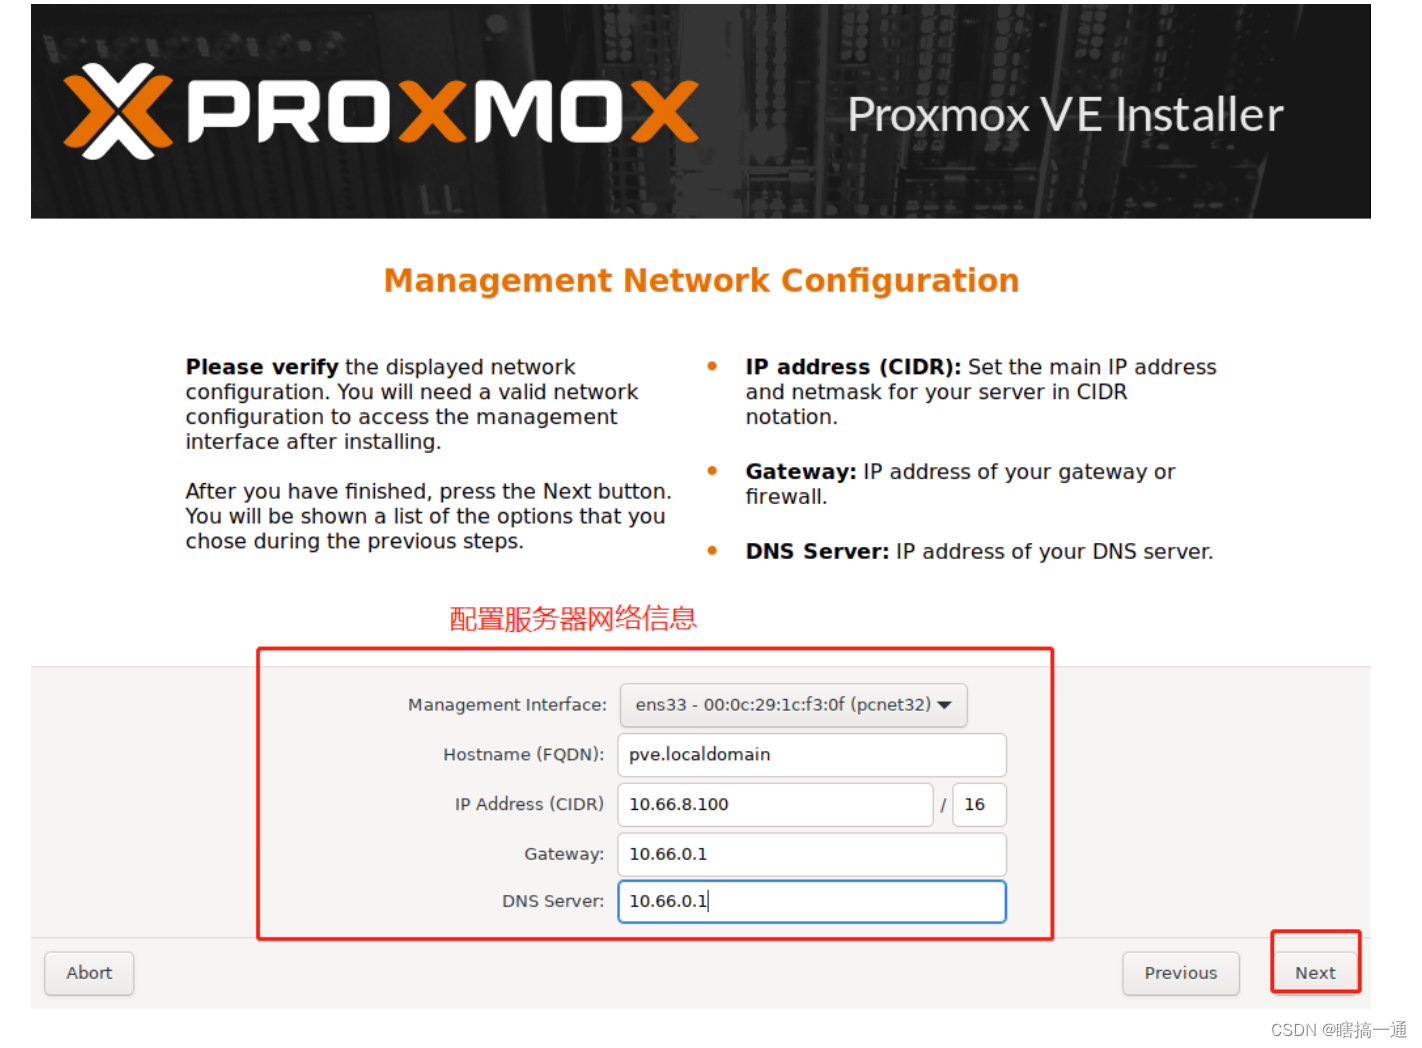 PROXMOX
Proxmox VE Installer
Management Network Configuration
Please verify the displayed network
configuration. You will need a valid network
configuration to access the management
interface after installing.
After you have finished, press the Next button.
You will be shown a list of the options that you
chose during the previous steps.
• IP address (CIDR): Set the main IP address
and netmask for your server in CIDR
notation.
• Gateway: IP address of your gateway or
firewall.
• DNS Server: IP address of your DNS server.
配置服务器网络信息
Management Interface: ens33 - 00:0c:29:1c:f3:0f (pcnet32)
Hostname (FQDN): pve.localdomain
IP Address (CIDR) 10.66.8.100 / 16
Gateway: 10.66.0.1
DNS Server: 10.66.0.1
Abort Previous Next
CSDN @瞎搞一通